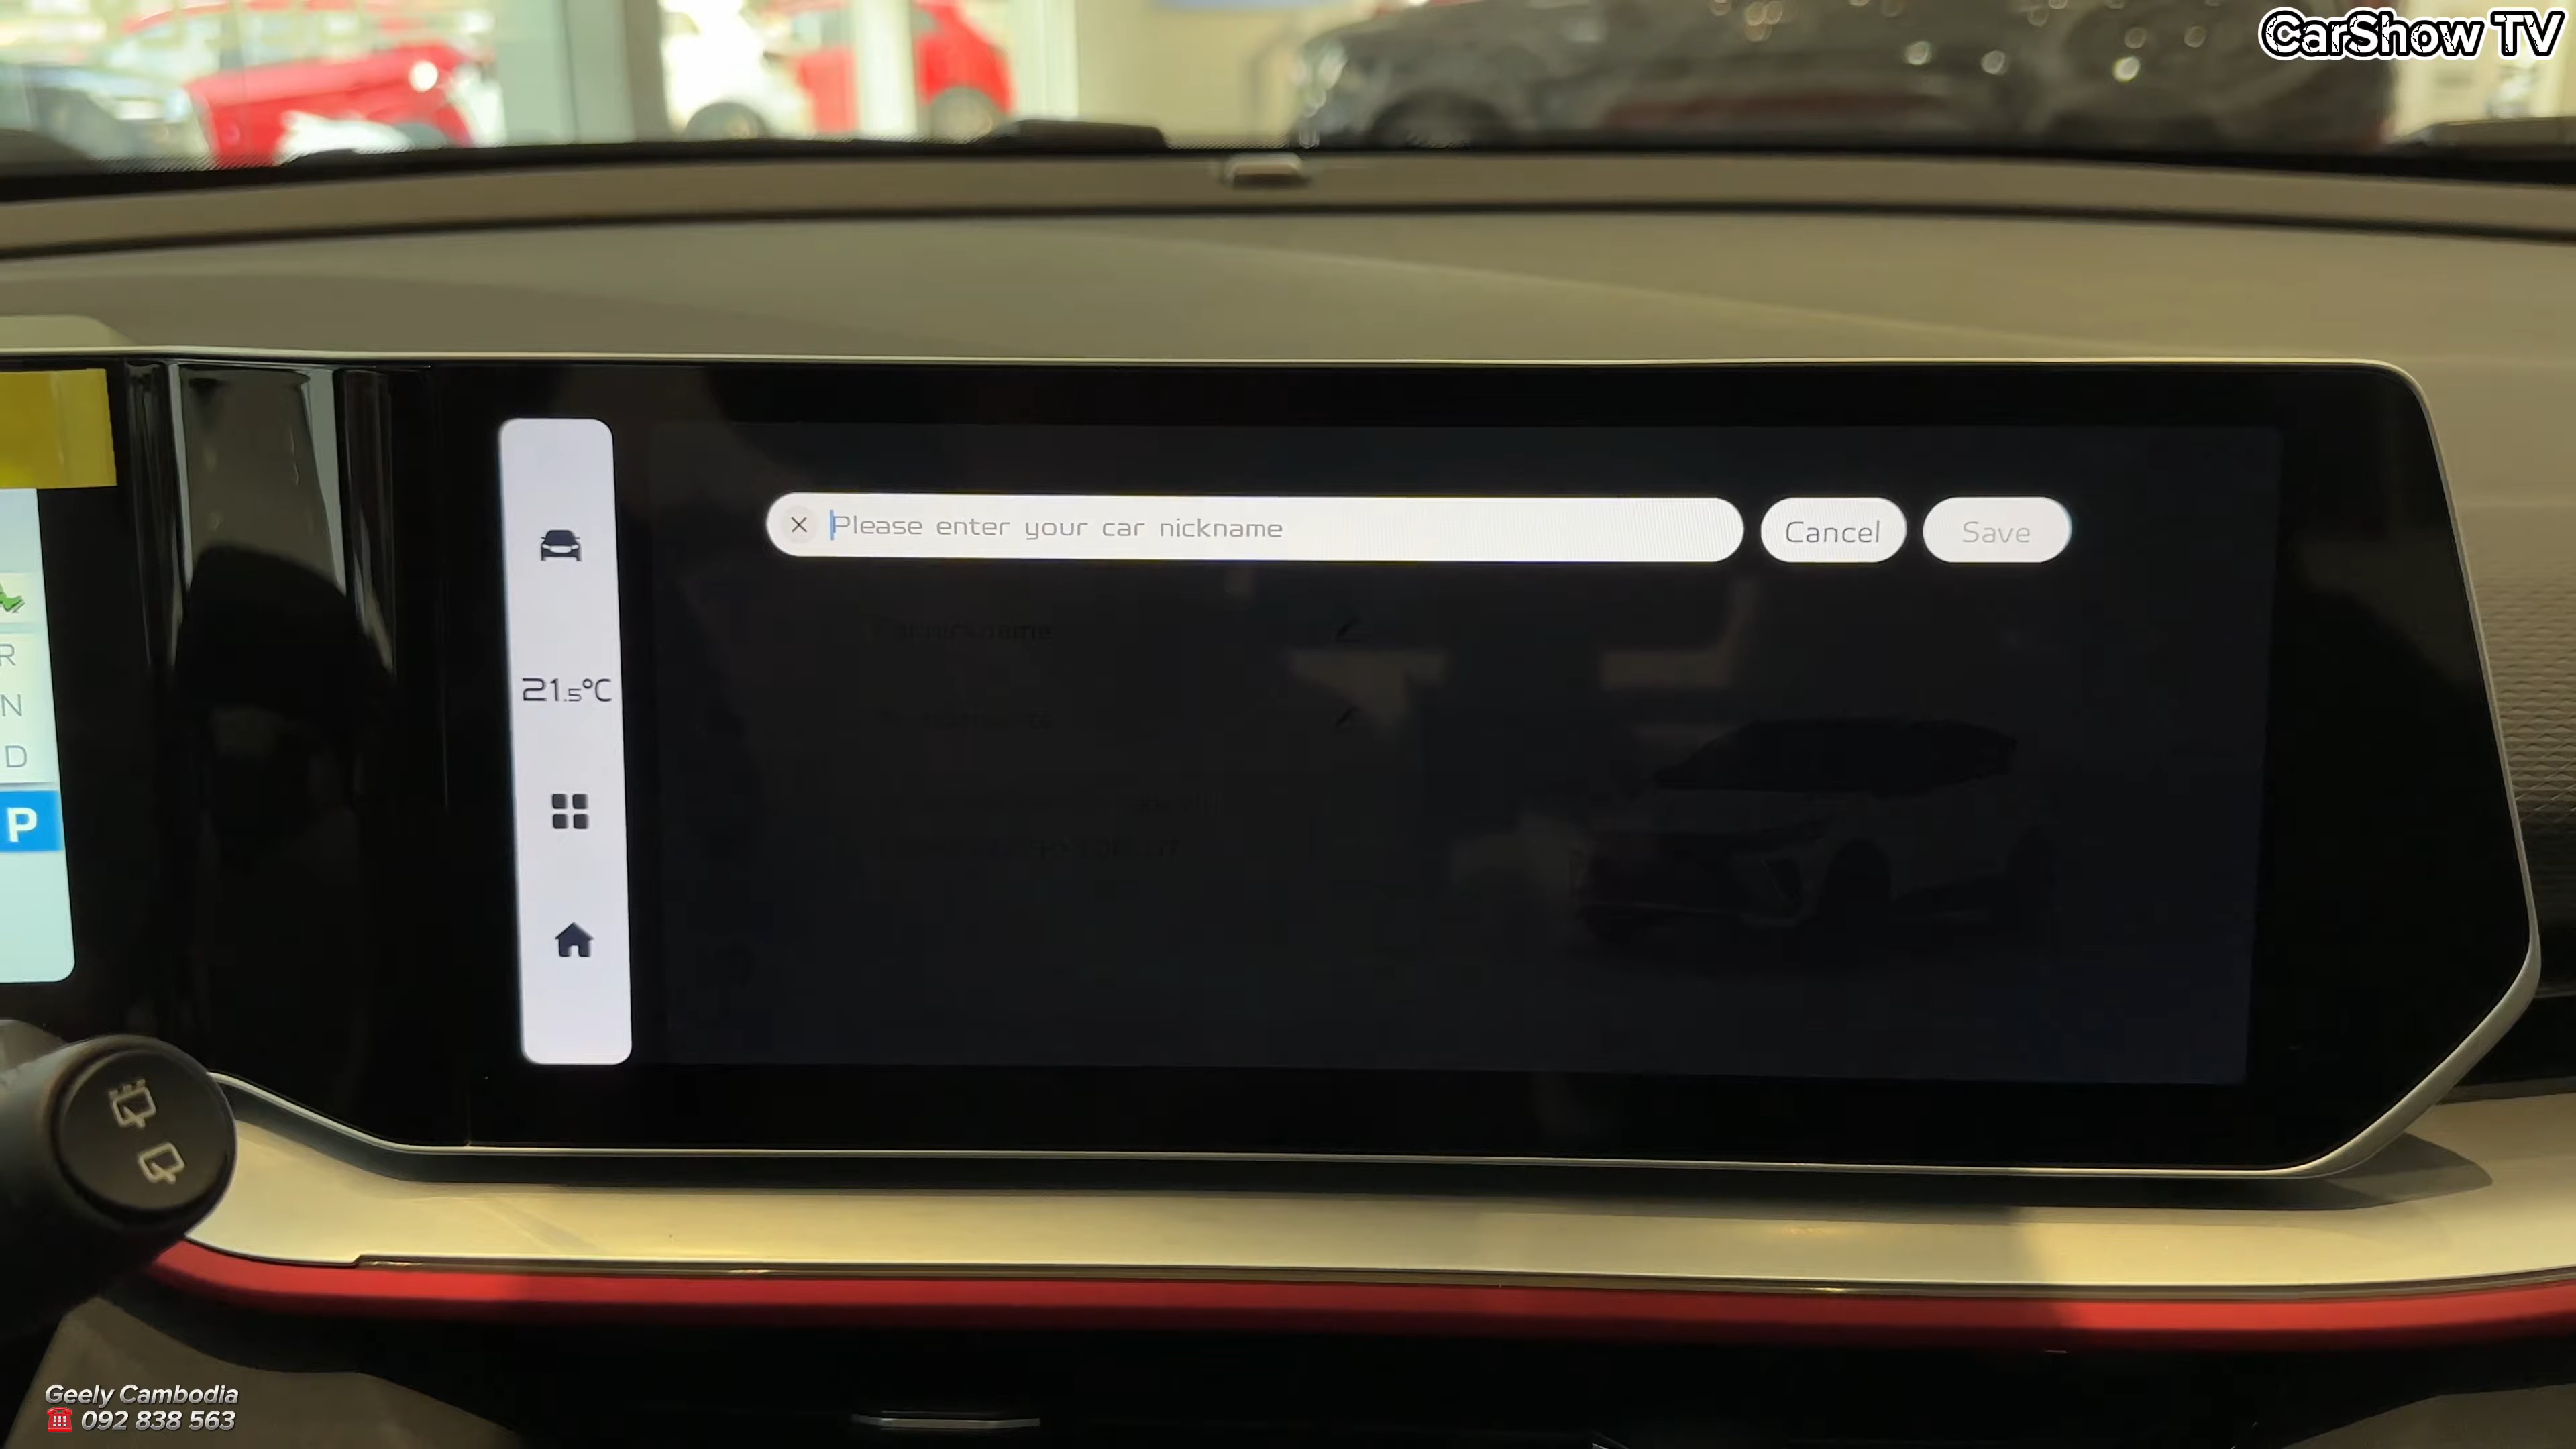 CarShow TV
Please enter your car nickname
Cancel
Save
21.5°C
R
N
D
P
Geely Cambodia
092 838 563